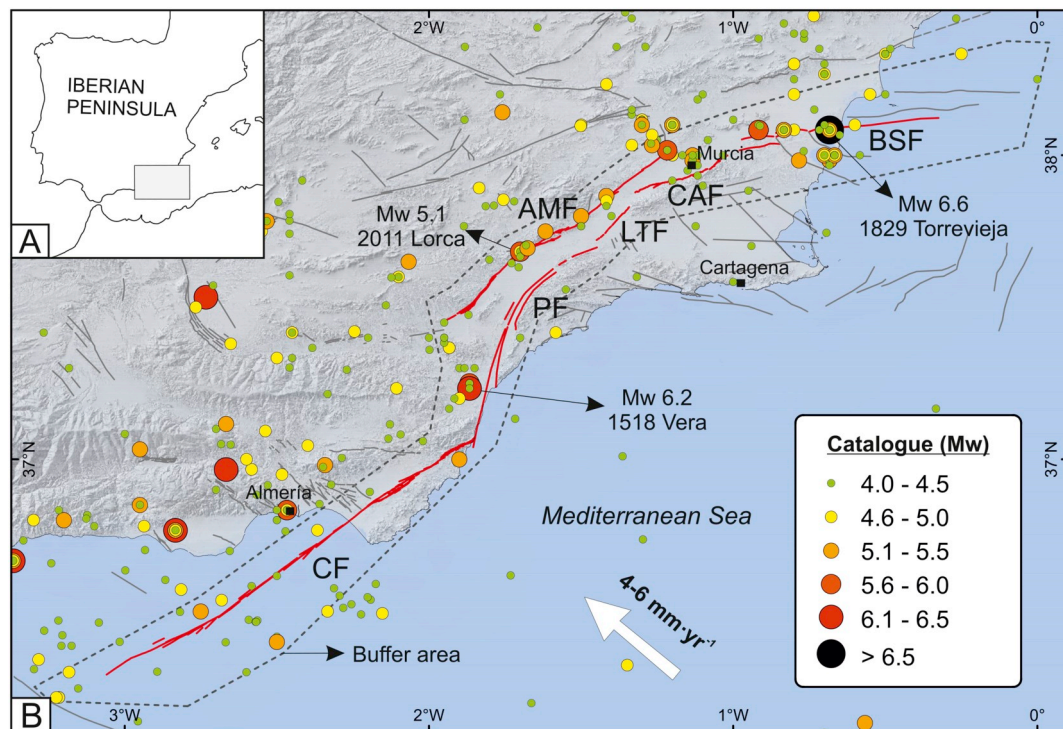 2°W
1°W
0°
IBERIAN
PENINSULA
A
38°N
Murcia
BSF
Mw 5.1
2011 Lorca
AMF
CAF
LTF
Mw 6.6
1829 Torrevieja
Cartagena
PF
Mw 6.2
1518 Vera
37°N
37°N
Almería
Mediterranean Sea
CF
4-6 mm·yr⁻¹
Buffer area
Catalogue (Mw)
4.0 - 4.5
4.6 - 5.0
5.1 - 5.5
5.6 - 6.0
6.1 - 6.5
> 6.5
B
3°W
2°W
1°W
0°